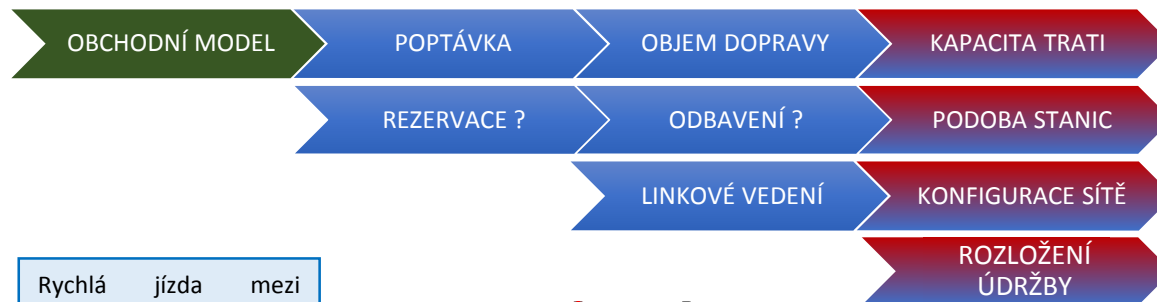 OBCHODNÍ MODEL POPTÁVKA OBJEM DOPRAVY KAPACITA TRATI
REZERVACE ? ODBAVENÍ ? PODOBA STANIC
LINKOVÉ VEDENÍ KONFIGURACE SÍTĚ
ROZLOŽENÍ
ÚDRŽBY
Rychlá jízda mezi